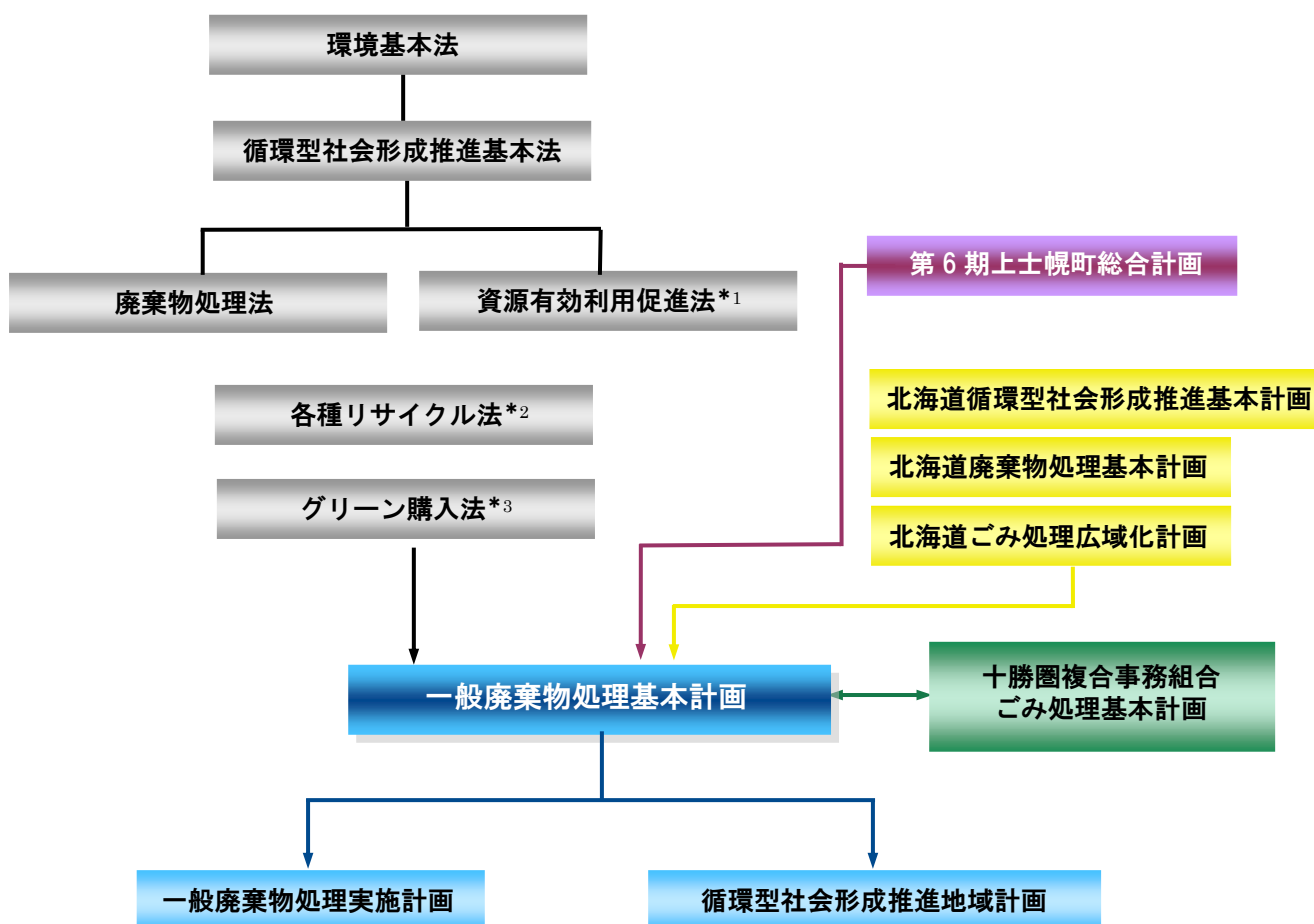 環境基本法
循環型社会形成推進基本法
廃棄物処理法
資源有効利用促進法*1
第 6 期上士幌町総合計画
各種リサイクル法*2
グリーン購入法*3
北海道循環型社会形成推進基本計画
北海道廃棄物処理基本計画
北海道ごみ処理広域化計画
一般廃棄物処理基本計画
十勝圏複合事務組合
ごみ処理基本計画
一般廃棄物処理実施計画
循環型社会形成推進地域計画